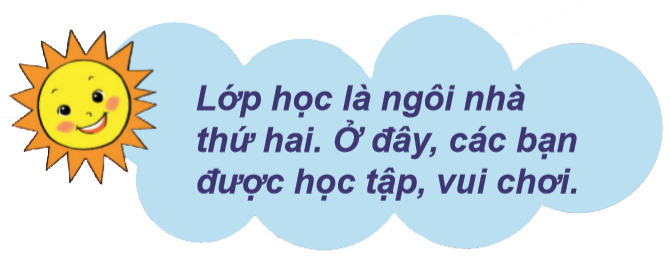 Lớp học là ngôi nhà
thứ hai. Ở đây, các bạn
được học tập, vui chơi.